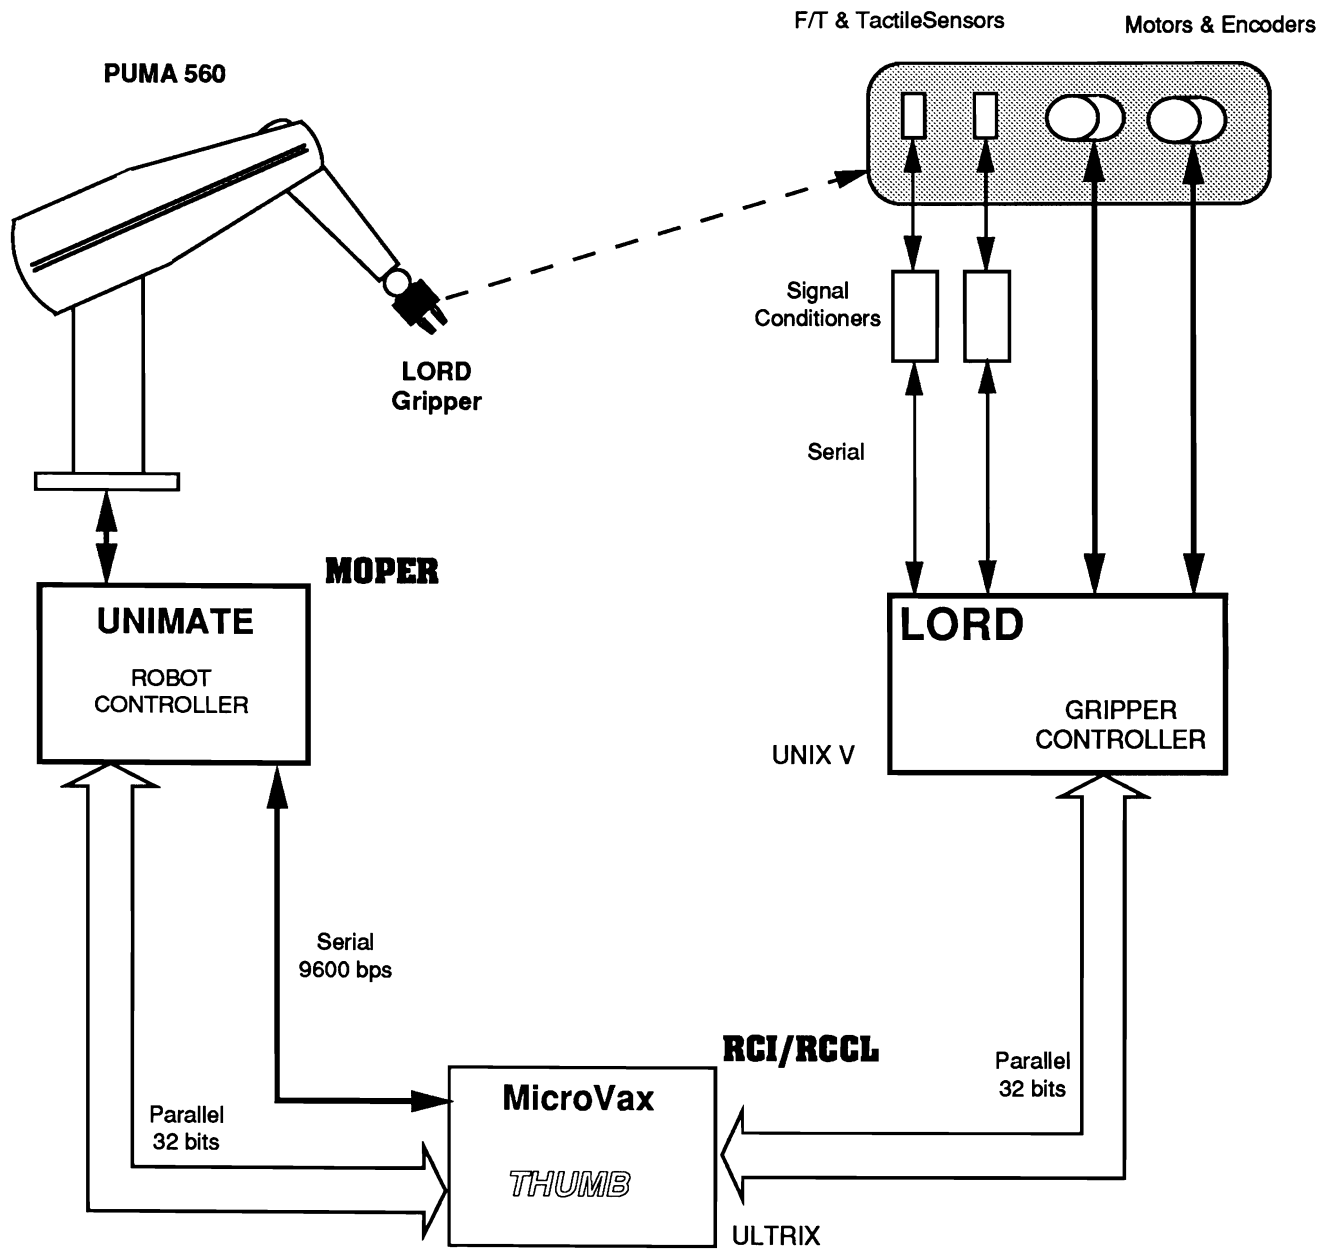 F/T & TactileSensors
Motors & Encoders
PUMA 560
Signal
Conditioners
LORD
Gripper
Serial
MOPER
UNIMATE
ROBOT
CONTROLLER
LORD
GRIPPER
CONTROLLER
UNIX V
Serial
9600 bps
RCI/RCCL
Parallel
32 bits
MicroVax
Parallel
32 bits
THUMB
ULTRIX